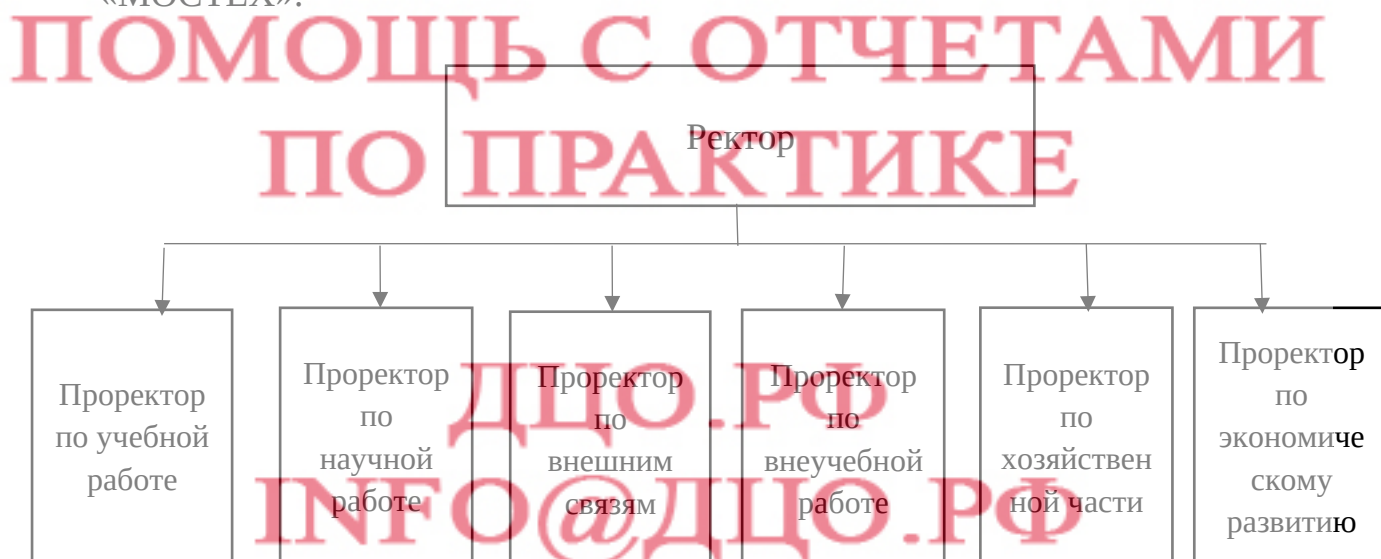 «МОСТЕХ».
ПОМОЩЬ С ОТЧЕТАМИ
ПО ПРАКТИКЕ
Ректор
Проректор
по учебной
работе
Проректор
по
научной
работе
Проректор
по
внешним
связям
Проректор
по
внеучебной
работе
Проректор
по
хозяйствен
ной части
Проректор
по
экономиче
скому
развитию
ДЦО.РФ
INFO@ДЦО.РФ